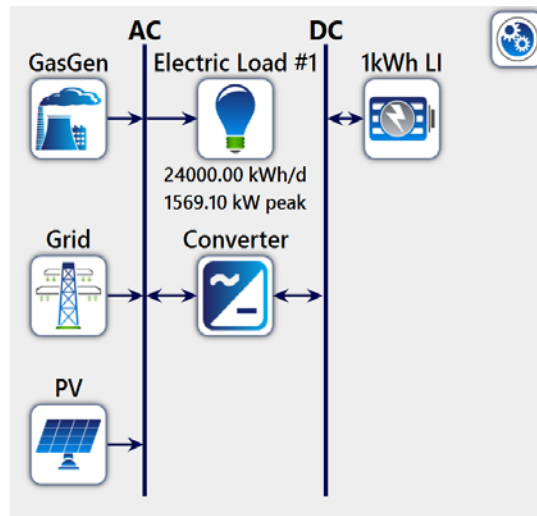 AC DC
GasGen Electric Load #1 1kWh LI
24000.00 kWh/d
1569.10 kW peak
Grid Converter
PV